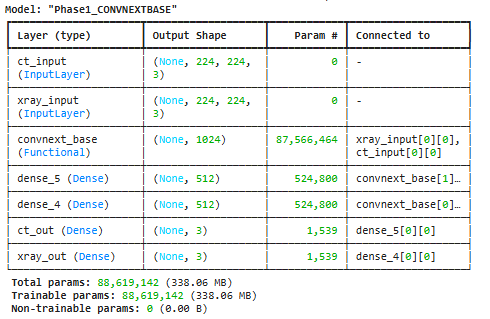 Model: "Phase1_CONVNEXTBASE"
Layer (type) Output Shape Param # Connected to
ct_input (None, 224, 224, 0 -
(InputLayer) 3)
xray_input (None, 224, 224, 0 -
(InputLayer) 3)
convnext_base (None, 1024) 87,566,464 xray_input[0][0],
(Functional) ct_input[0][0]
dense_5 (Dense) (None, 512) 524,800 convnext_base[1]…
dense_4 (Dense) (None, 512) 524,800 convnext_base[0]…
ct_out (Dense) (None, 3) 1,539 dense_5[0][0]
xray_out (Dense) (None, 3) 1,539 dense_4[0][0]
Total params: 88,619,142 (338.06 MB)
Trainable params: 88,619,142 (338.06 MB)
Non-trainable params: 0 (0.00 B)